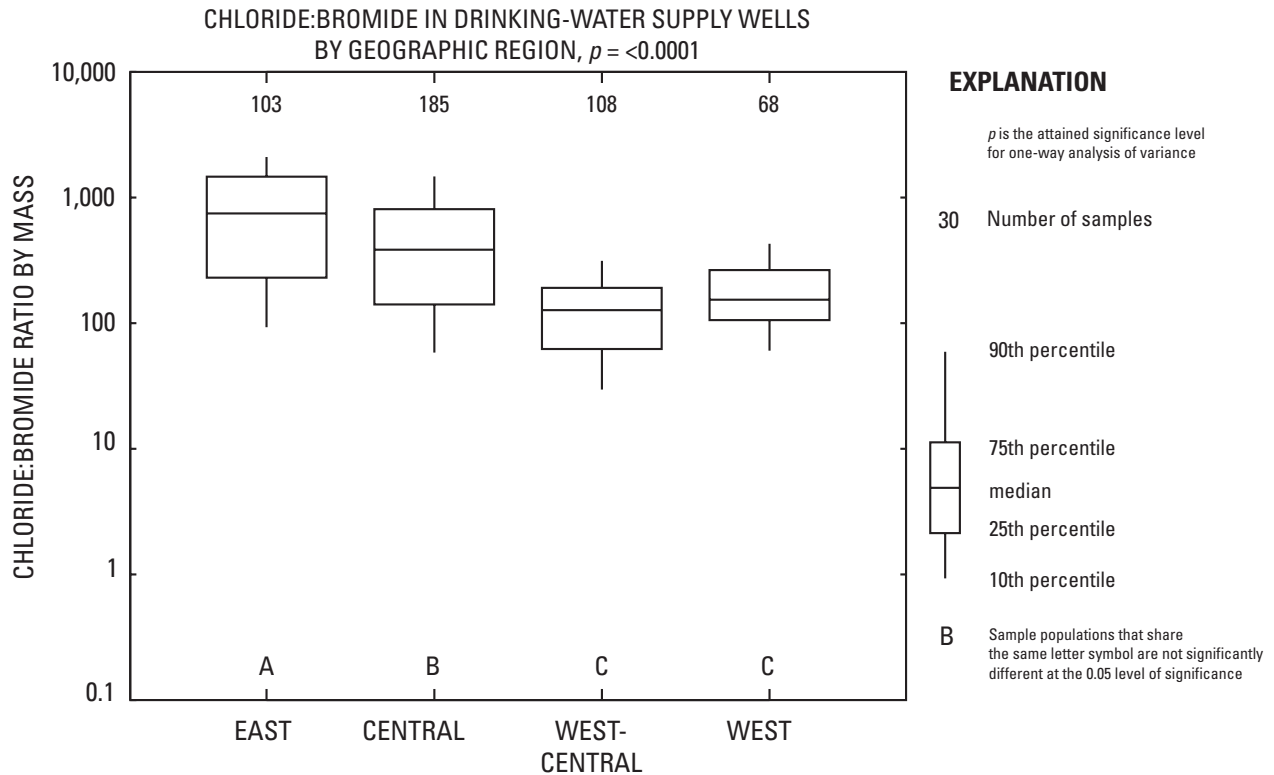 CHLORIDE:BROMIDE IN DRINKING-WATER SUPPLY WELLS
BY GEOGRAPHIC REGION, p = <0.0001
CHLORIDE:BROMIDE RATIO BY MASS
10,000
1,000
100
10
1
0.1
103
185
108
68
A
B
C
C
EAST
CENTRAL
WEST-
CENTRAL
WEST
EXPLANATION
p is the attained significance level
for one-way analysis of variance
30 Number of samples
90th percentile
75th percentile
median
25th percentile
10th percentile
B Sample populations that share
the same letter symbol are not significantly
different at the 0.05 level of significance